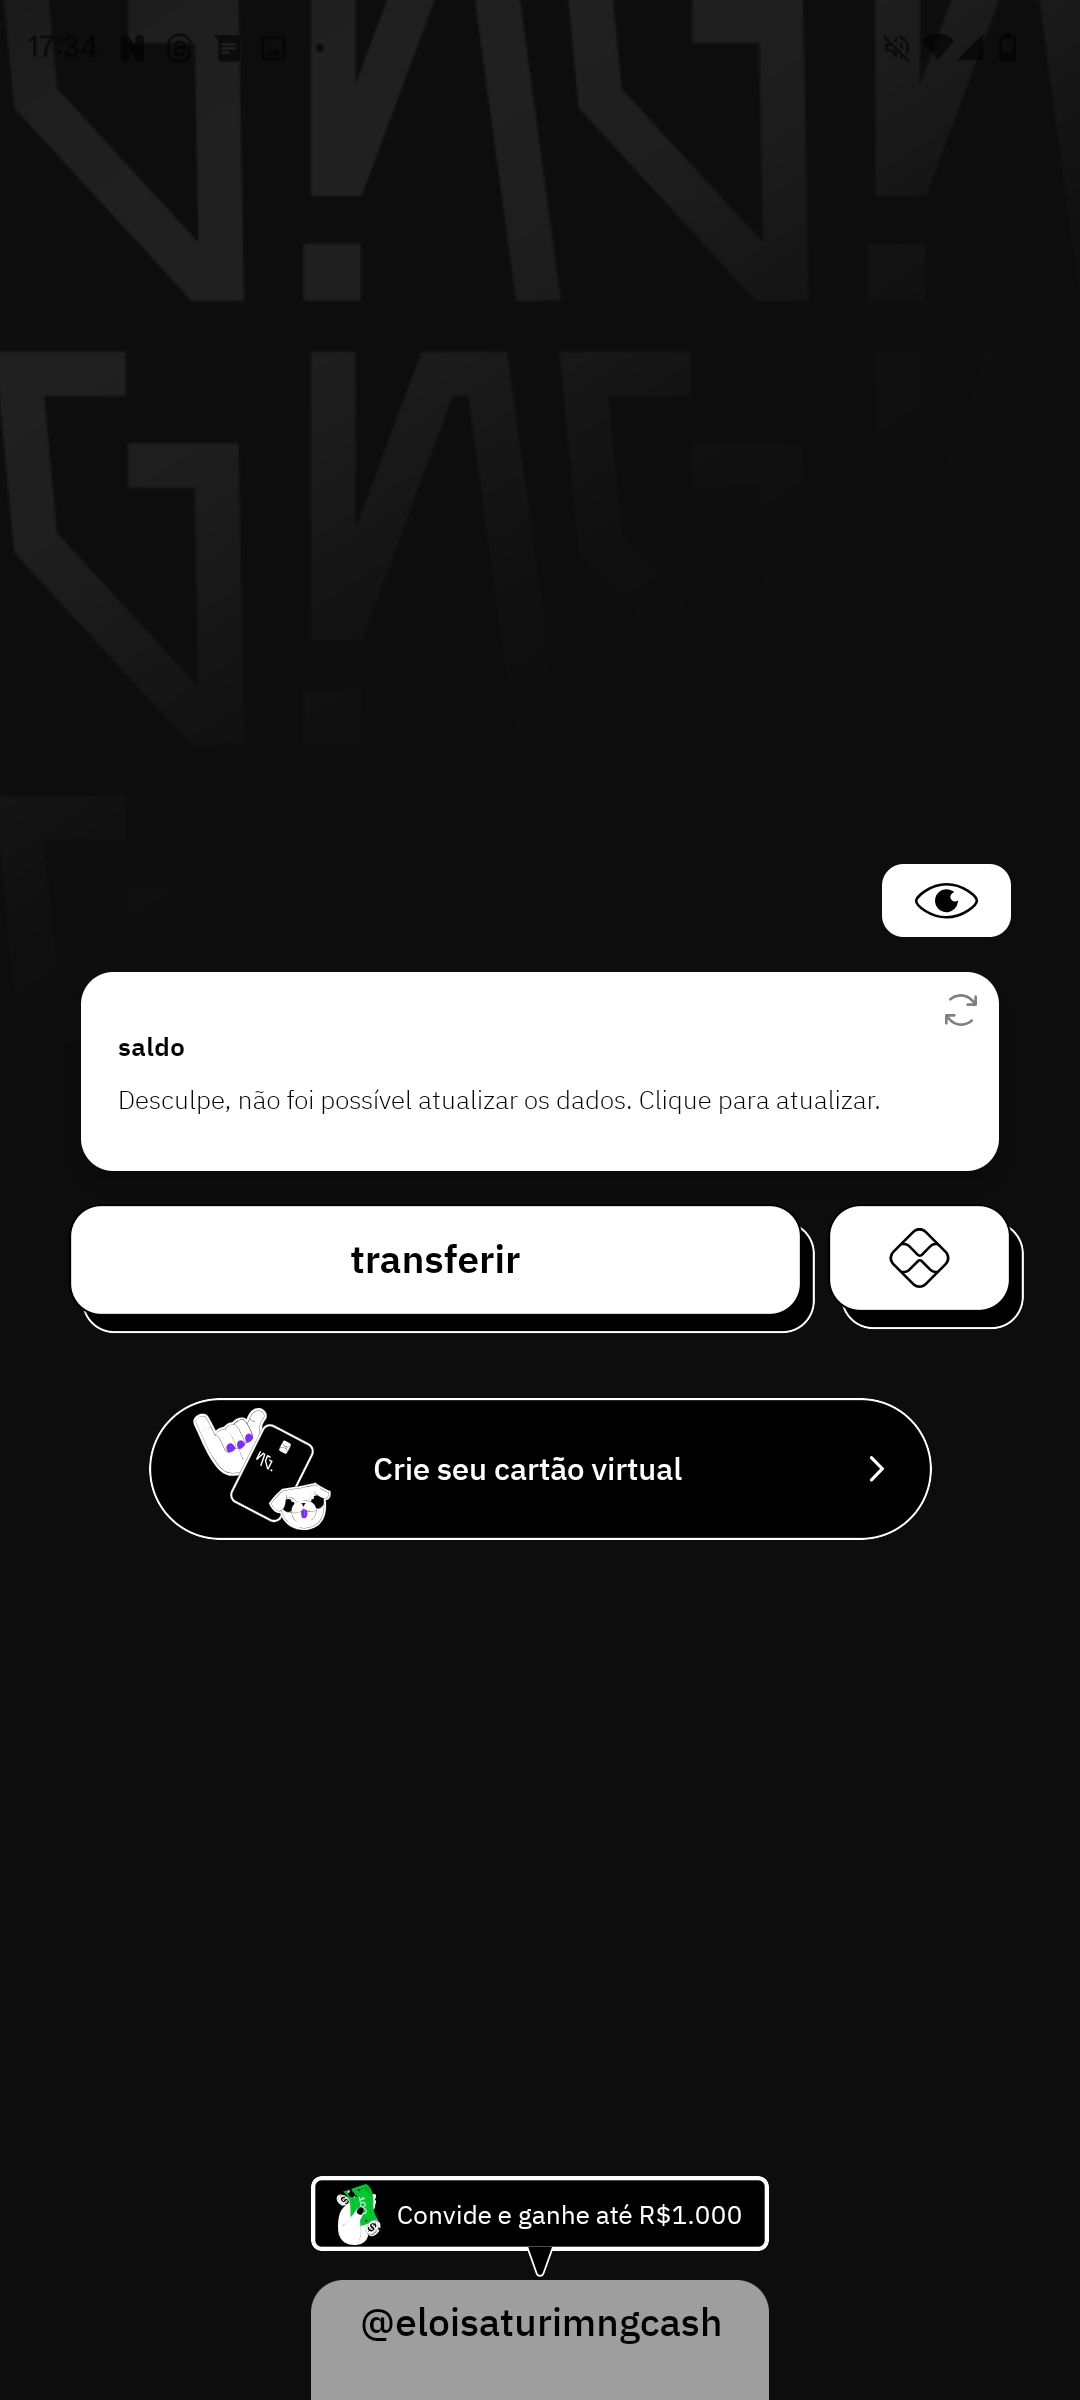 17:34
saldo
Desculpe, não foi possível atualizar os dados. Clique para atualizar.
transferir
Crie seu cartão virtual
Convide e ganhe até R$1.000
@eloisaturimngcash